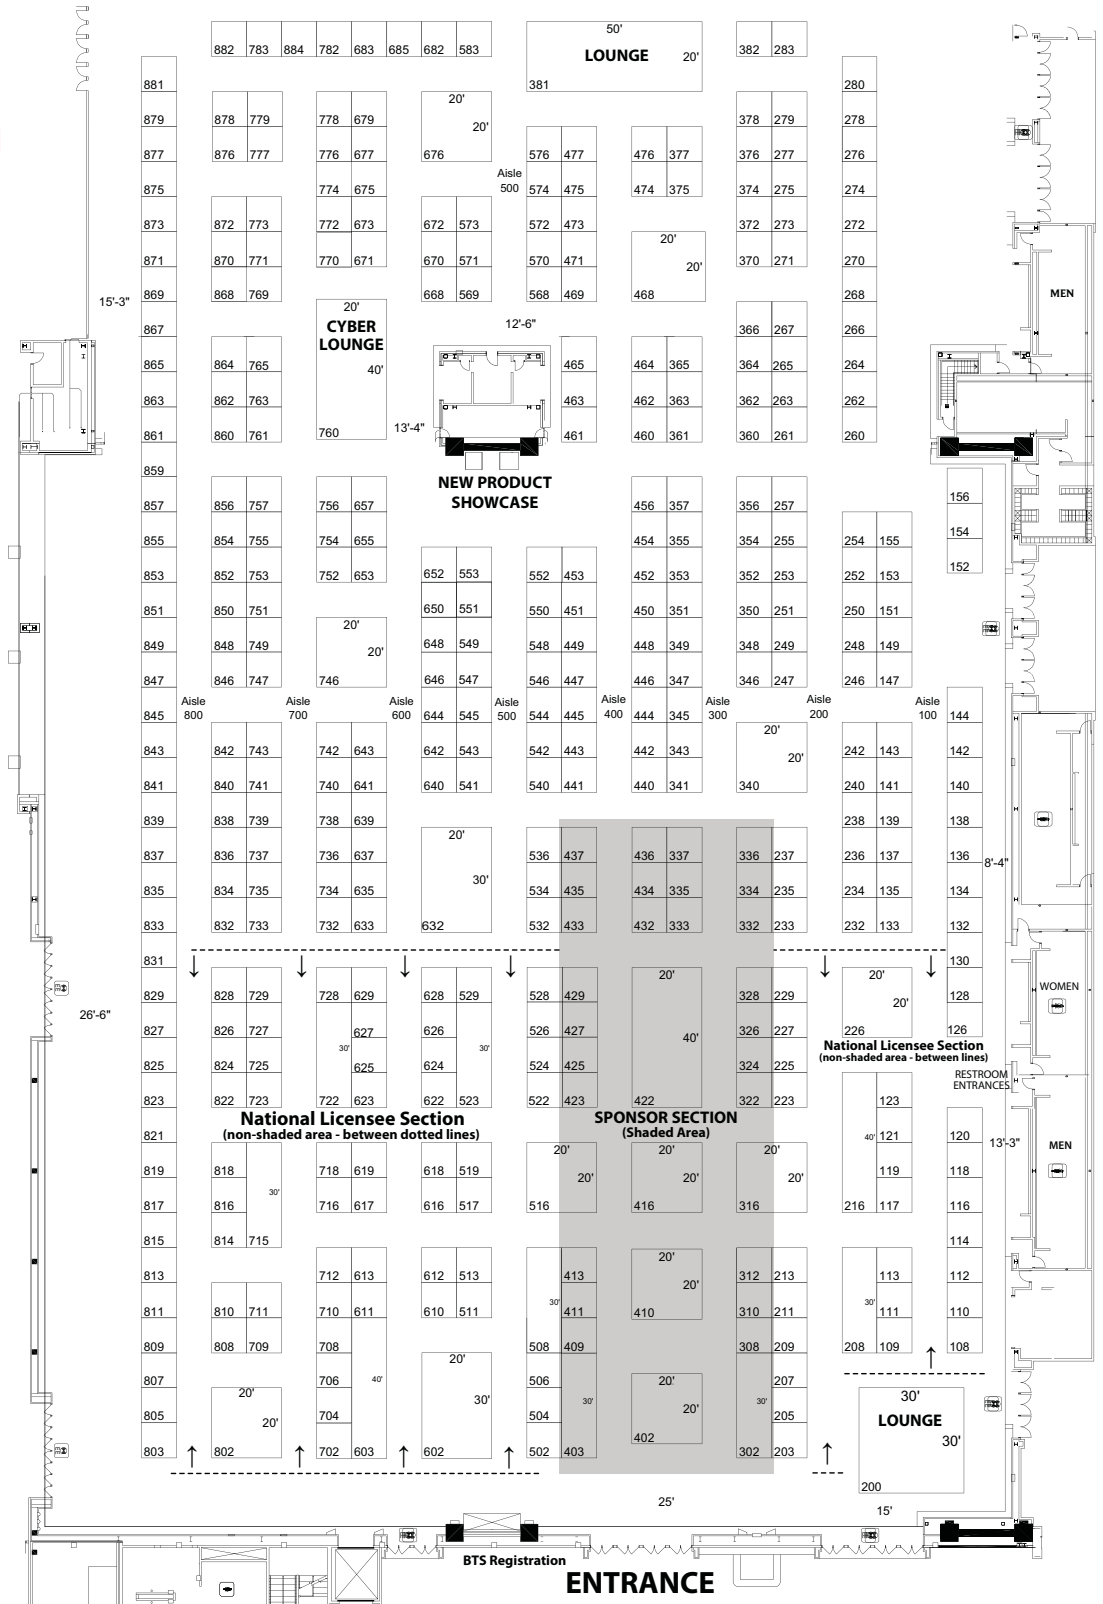 50'
882 783 884 782 683 685 682 583 LOUNGE 20' 382 283
881 381 280
20'
879 878 779 778 679 20' 378 279 278
877 876 777 776 677 676 576 477 476 377 376 277 276
Aisle
875 774 675 500 574 475 474 375 374 275 274
873 872 773 772 673 672 573 572 473 372 273 272
20'
871 870 771 770 671 670 571 570 471 20' 370 271 270
869 868 769 668 569 568 469 468 268
15'-3" MEN
20'
867 CYBER 12'-6" 366 267 266
LOUNGE
865 864 765 40' 465 464 365 364 265 264
863 862 763 463 462 363 362 263 262
861 860 761 760 13'-4" 461 460 361 360 261 260
859
NEW PRODUCT
SHOWCASE
857 856 757 756 657 456 357 356 257 156
855 854 755 754 655 454 355 354 255 254 155 154
853 852 753 752 653 652 553 552 453 452 353 352 253 252 153 152
851 850 751 650 551 550 451 450 351 350 251 250 151
20'
849 848 749 20' 648 549 548 449 448 349 348 249 248 149
847 846 747 746 646 547 546 447 446 347 346 247 246 147
Aisle Aisle Aisle Aisle Aisle Aisle Aisle Aisle
845 800 700 600 644 545 500 544 445 400 444 345 300 200 100 144
20'
843 842 743 742 643 642 543 542 443 442 343 20' 242 143 142
841 840 741 740 641 640 541 540 441 440 341 340 240 141 140
839 838 739 738 639 238 139 138
20'
837 836 737 736 637 536 437 436 337 336 237 236 137 136
8'-4"
835 834 735 734 635 30' 534 435 434 335 334 235 234 135 134
833 832 733 732 633 632 532 433 432 333 332 233 232 133 132
831 130
20' 20'
829 828 729 728 629 628 529 528 429 328 229 20' 128
WOMEN
827 826 727 627 626 526 427 40' 326 227 226 126
26'-6"
30' 30'
National Licensee Section
(non-shaded area - between lines)
825 824 725 625 624 524 425 324 225
RESTROOM
ENTRANCES
823 822 723 722 623 622 523 522 423 422 322 223 123
National Licensee Section SPONSOR SECTION
(non-shaded area - between dotted lines) (Shaded Area)
821 40' 121 120
13'-3" MEN
20' 20' 20'
819 818 718 619 618 519 20' 20' 20' 119 118
30'
817 816 716 617 616 517 516 416 316 216 117 116
815 814 715 114
20'
813 712 613 612 513 413 20' 312 213 113 112
30' 30'
811 810 711 710 611 610 511 411 410 310 211 111 110
809 808 709 708 508 409 308 209 208 109 108
20' 20'
807 706 40' 506 207
20' 30' 30' 20' 30' 30'
LOUNGE
805 20' 704 504 205
402 30'
803 802 702 603 602 502 403 302 203
200
25' 15'
BTS Registration
ENTRANCE